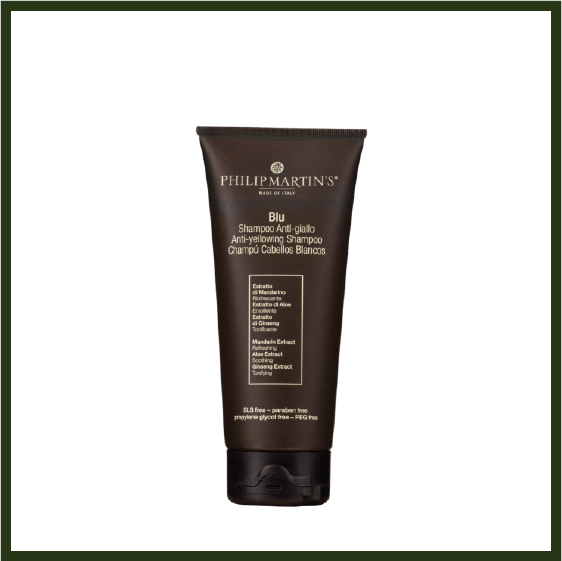 PHILIP MARTIN'S®
MADE OF ITALY
Blu
Shampoo Anti-giallo
Anti-yellowing Shampoo
Champú Cabellos Blancos
Estratto
di Mandarino
Rinfrescante
Estratto di Aloe
Emolliente
Estratto
di Ginseng
Tonificante
Mandarin Extract
Refreshing
Aloe Extract
Soothing
Ginseng Extract
Tonifying
SLS free – paraben free
propylene glycol free – PEG free